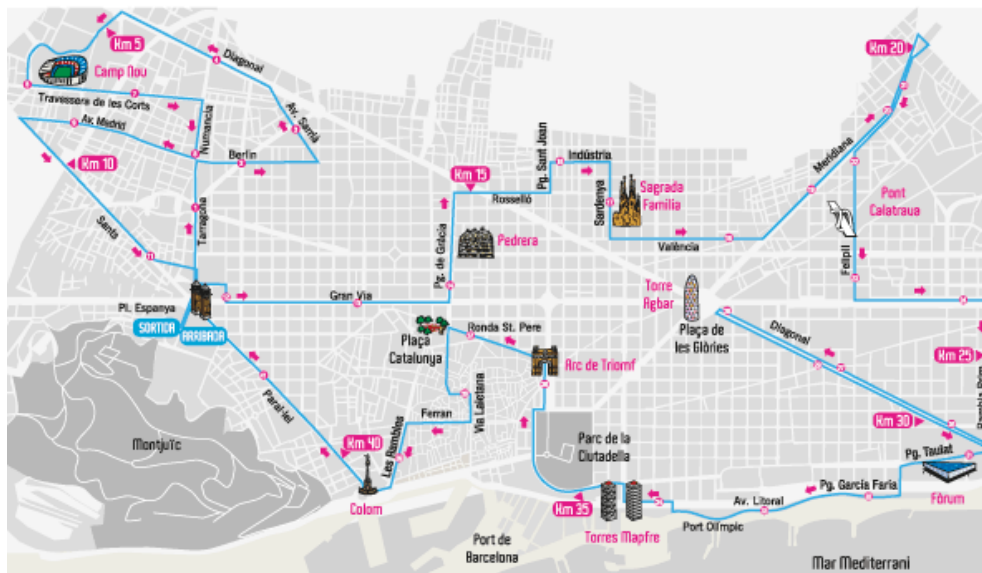 Km 5
Camp Nou
Diagonal
Km 20
Travessera de les Corts
Av. Madrid
Numancia
Av. Sarrià
Berlín
Km 10
Km 15
Pg. Sant Joan
Indústria
Meridiana
Rosselló
Sardenya
Sagrada
Família
Pont
Calatrava
Santa
Tarragona
Pg. de Gràcia
Pedrera
València
Felip II
Torre
Agbar
Pl. Espanya
Gran Via
SORTIDA
ARRIBADA
Plaça
Catalunya
Ronda St. Pere
Plaça de
les Glòries
Diagonal
Arc de Triomf
Km 25
Paral·lel
Via Laietana
Ferran
Les Rambles
Km 30
Montjuïc
Km 40
Parc de la
Ciutadella
Pg. Taulat
Pg. García Faria
Fòrum
Colom
Km 35
Av. Litoral
Torres Mapfre
Port Olímpic
Port de
Barcelona
Mar Mediterrani